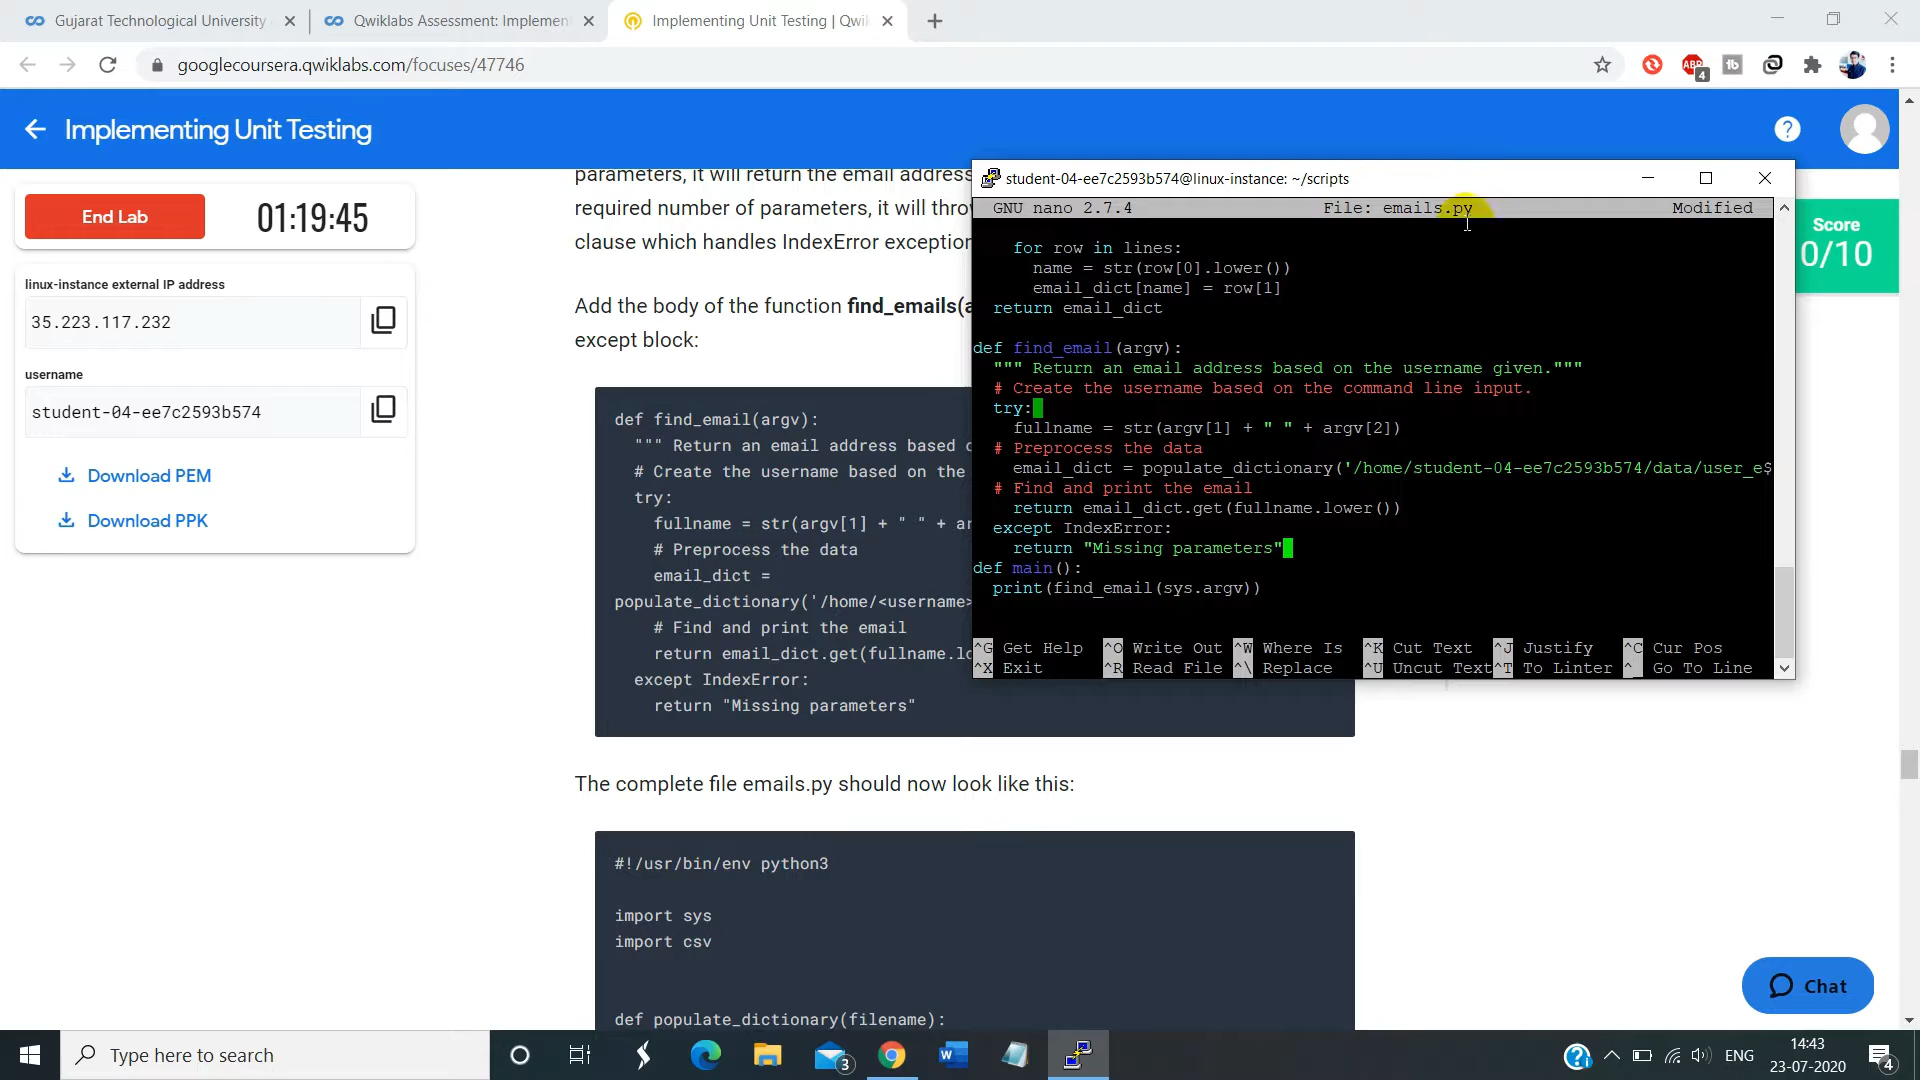 Gujarat Technological University
Qwiklabs Assessment: Implemen
Implementing Unit Testing | Qwi
googlecoursera.qwiklabs.com/focuses/47746
ABP
4
Implementing Unit Testing
?
End Lab
01:19:45
linux-instance external IP address
35.223.117.232
username
student-04-ee7c2593b574
Download PEM
Download PPK
parameters, it will return the email address
required number of parameters, it will throw
clause which handles IndexError exception
Add the body of the function find_emails(a
except block:
def find_email(argv):
""" Return an email address based o
# Create the username based on the
try:
fullname = str(argv[1] + " " + ar
# Preprocess the data
email_dict =
populate_dictionary('/home/<username>
# Find and print the email
return email_dict.get(fullname.lo
except IndexError:
return "Missing parameters"
The complete file emails.py should now look like this:
#!/usr/bin/env python3
import sys
import csv
def populate_dictionary(filename):
student-04-ee7c2593b574@linux-instance: ~/scripts
GNU nano 2.7.4 File: emails.py Modified
for row in lines:
name = str(row[0].lower())
email_dict[name] = row[1]
return email_dict
def find_email(argv):
""" Return an email address based on the username given."""
# Create the username based on the command line input.
try:
fullname = str(argv[1] + " " + argv[2])
# Preprocess the data
email_dict = populate_dictionary('/home/student-04-ee7c2593b574/data/user_e$
# Find and print the email
return email_dict.get(fullname.lower())
except IndexError:
return "Missing parameters"
def main():
print(find_email(sys.argv))
^G Get Help ^O Write Out ^W Where Is ^K Cut Text ^J Justify ^C Cur Pos
^X Exit ^R Read File ^\ Replace ^U Uncut Text ^T To Linter ^_ Go To Line
Score
0/10
Chat
Type here to search
3
ENG
14:43
23-07-2020
4